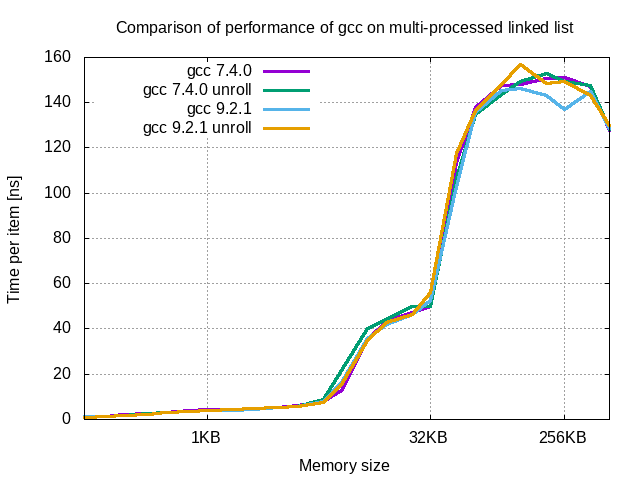 Comparison of performance of gcc on multi-processed linked list
160
140
120
100
80
60
40
20
0
gcc 7.4.0
gcc 7.4.0 unroll
gcc 9.2.1
gcc 9.2.1 unroll
Time per item [ns]
1KB
32KB
256KB
Memory size